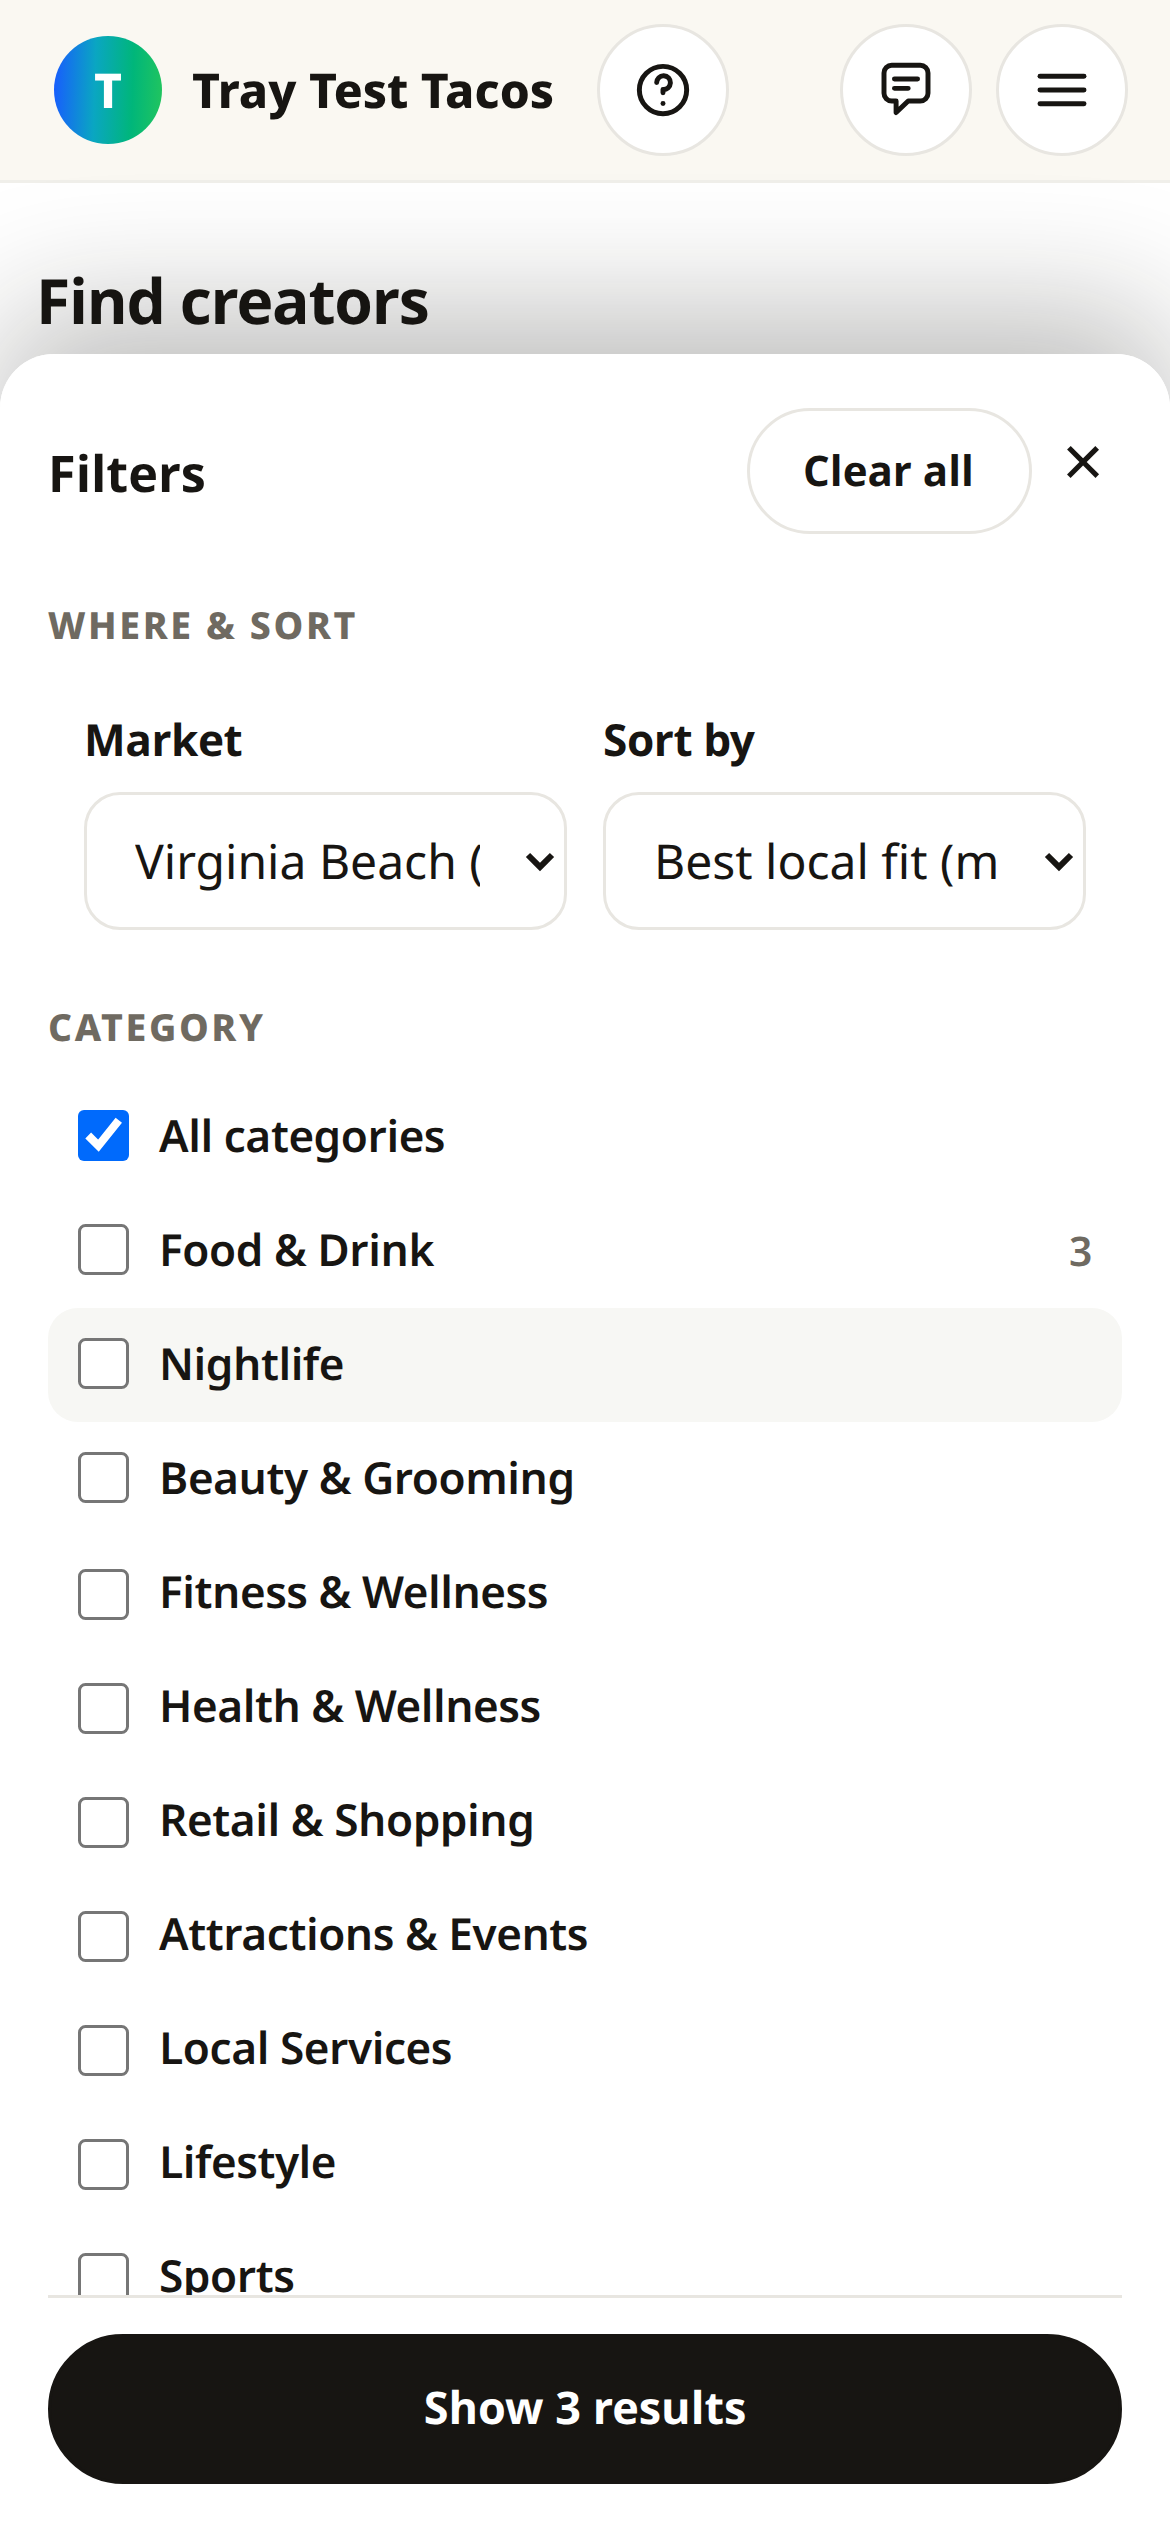 T
Tray Test Tacos
Find creators
Filters
Clear all
WHERE & SORT
Market
Sort by
Virginia Beach (
Best local fit (m
CATEGORY
All categories
Food & Drink
3
Nightlife
Beauty & Grooming
Fitness & Wellness
Health & Wellness
Retail & Shopping
Attractions & Events
Local Services
Lifestyle
Sports
Show 3 results